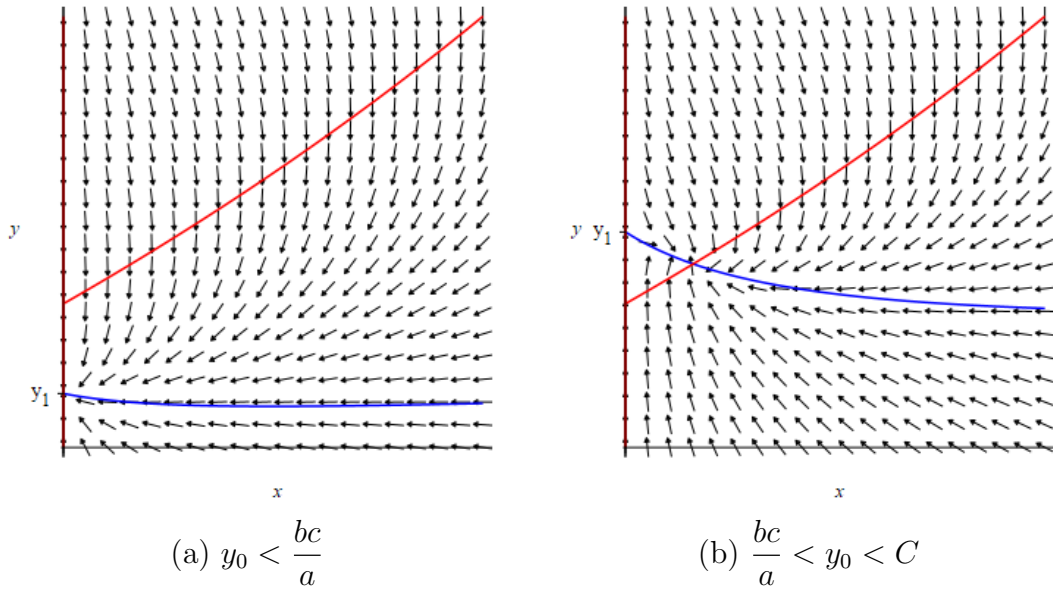 y
y₁
x
y y₁
x
(a) y₀ < bc/a
(b) bc/a < y₀ < C